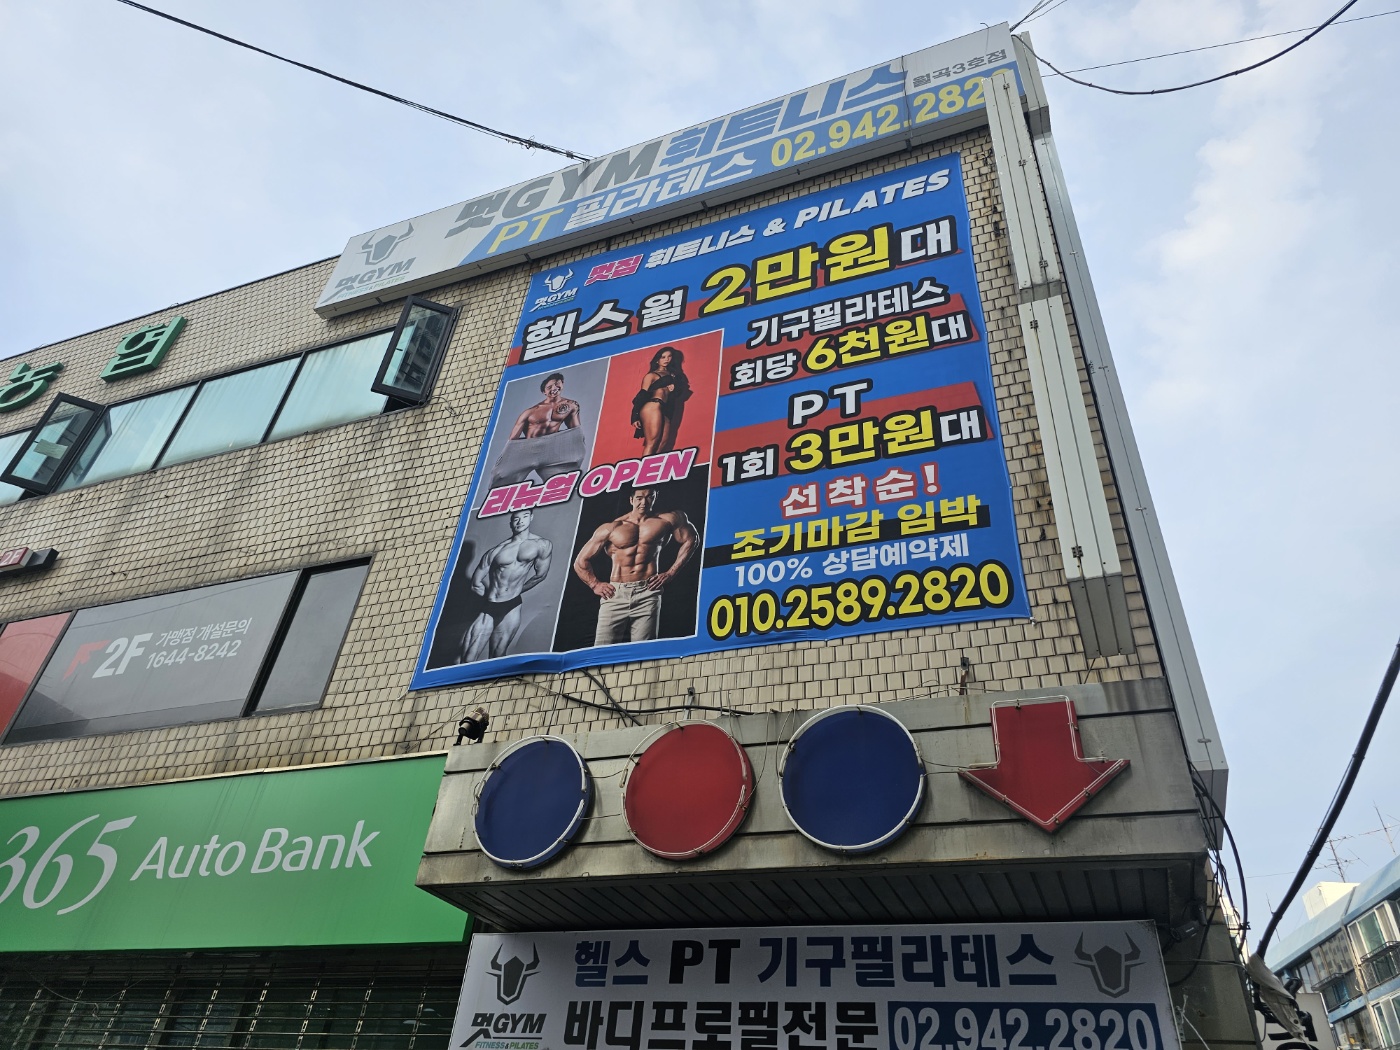 멋GYM휘트니스 월곡3호점
PT 필라테스 02.942.2820
멋GYM
FITNESS & PILATES
멋짐 휘트니스 & PILATES
멋GYM
헬스 월 2만원대
기구필라테스
회당 6천원대
PT
1회 3만원대
리뉴얼 OPEN
선착순!
조기마감 임박
100% 상담예약제
010.2589.2820
농 협
2F 가맹점 개설문의
1644-8242
365 Auto Bank
헬스 PT 기구필라테스
멋GYM
FITNESS & PILATES
바디프로필전문 02.942.2820